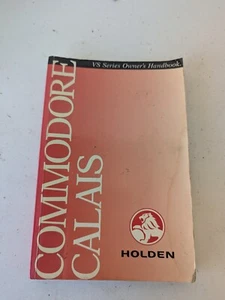 VS Series Owner's Handbook.
COMMODORE
CALAIS
HOLDEN